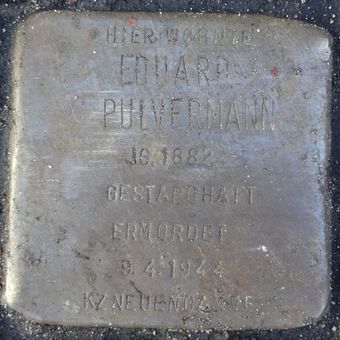 HIER WOHNTE
EDUARD F.
PULVERMANN
JG. 1882
GESTAPOHAFT
ERMORDET
9.4.1944
KZ NEUENGAMME